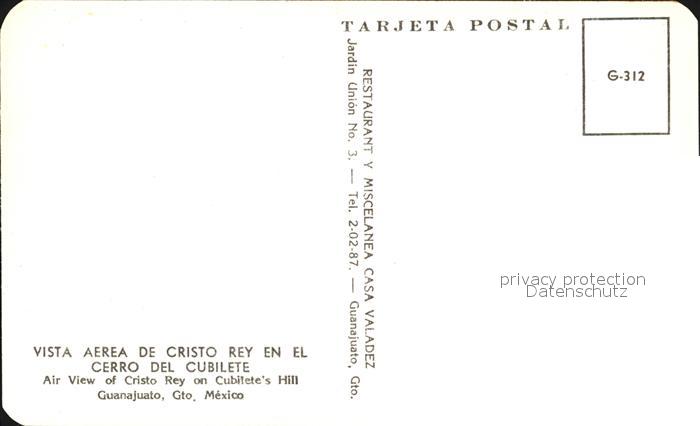 TARJETA POSTAL
G-312
RESTAURANT Y MISCELANEA CASA VALADEZ
Jardín Unión No. 3. — Tel. 2-02-87. — Guanajuato, Gto.
privacy protection
Datenschutz
VISTA AEREA DE CRISTO REY EN EL
CERRO DEL CUBILETE
Air View of Cristo Rey on Cubilete's Hill
Guanajuato, Gto. México